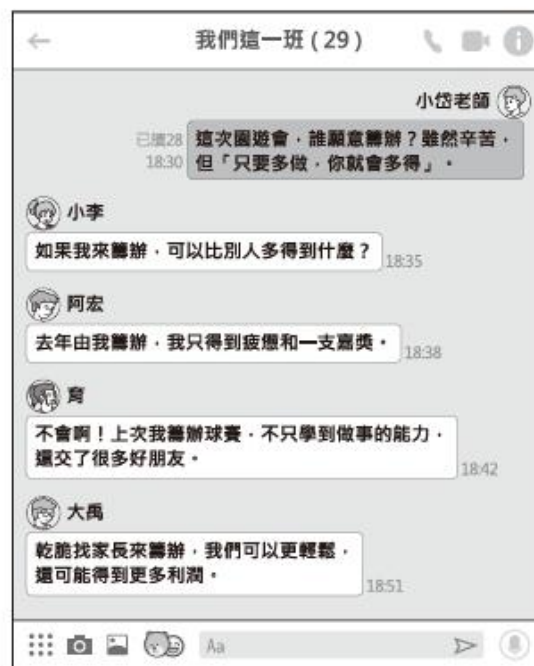 我們這一班(29)
小岱老師
已讀28
18:30
這次園遊會，誰願意籌辦？雖然辛苦，
但「只要多做，你就會多得」。
小李
如果我來籌辦，可以比別人多得到什麼？
18:35
阿宏
去年由我籌辦，我只得到疲憊和一支嘉獎。
18:38
育
不會啊！上次我籌辦球賽，不只學到做事的能力，
還交了很多好朋友。
18:42
大禹
乾脆找家長來籌辦，我們可以更輕鬆，
還可能得到更多利潤。
18:51
Aa